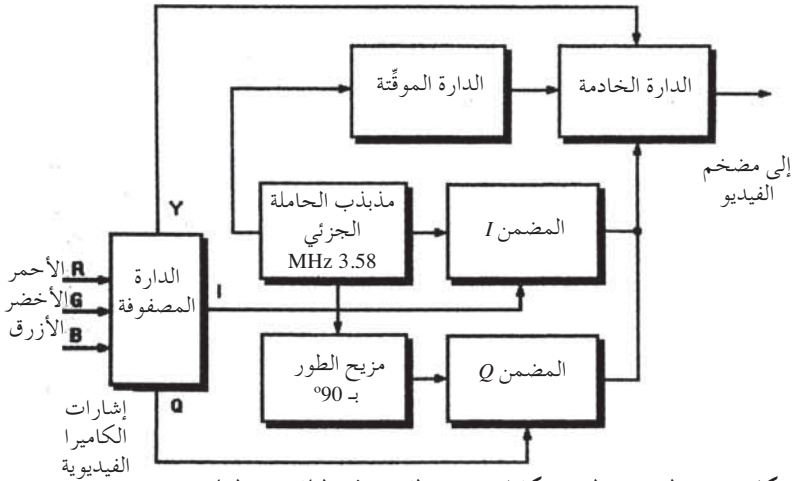 الدارة الموقِّتة
الدارة الخادمة
إلى مضخم
الفيديو
Y
مذبذب الحاملة
الجزئي
MHz 3.58
المضمن I
الدارة
المصفوفة
R الأحمر
G الأخضر
B الأزرق
I
مزيح الطور
بـ 90°
المضمن Q
Q
إشارات
الكاميرا
الفيديوية